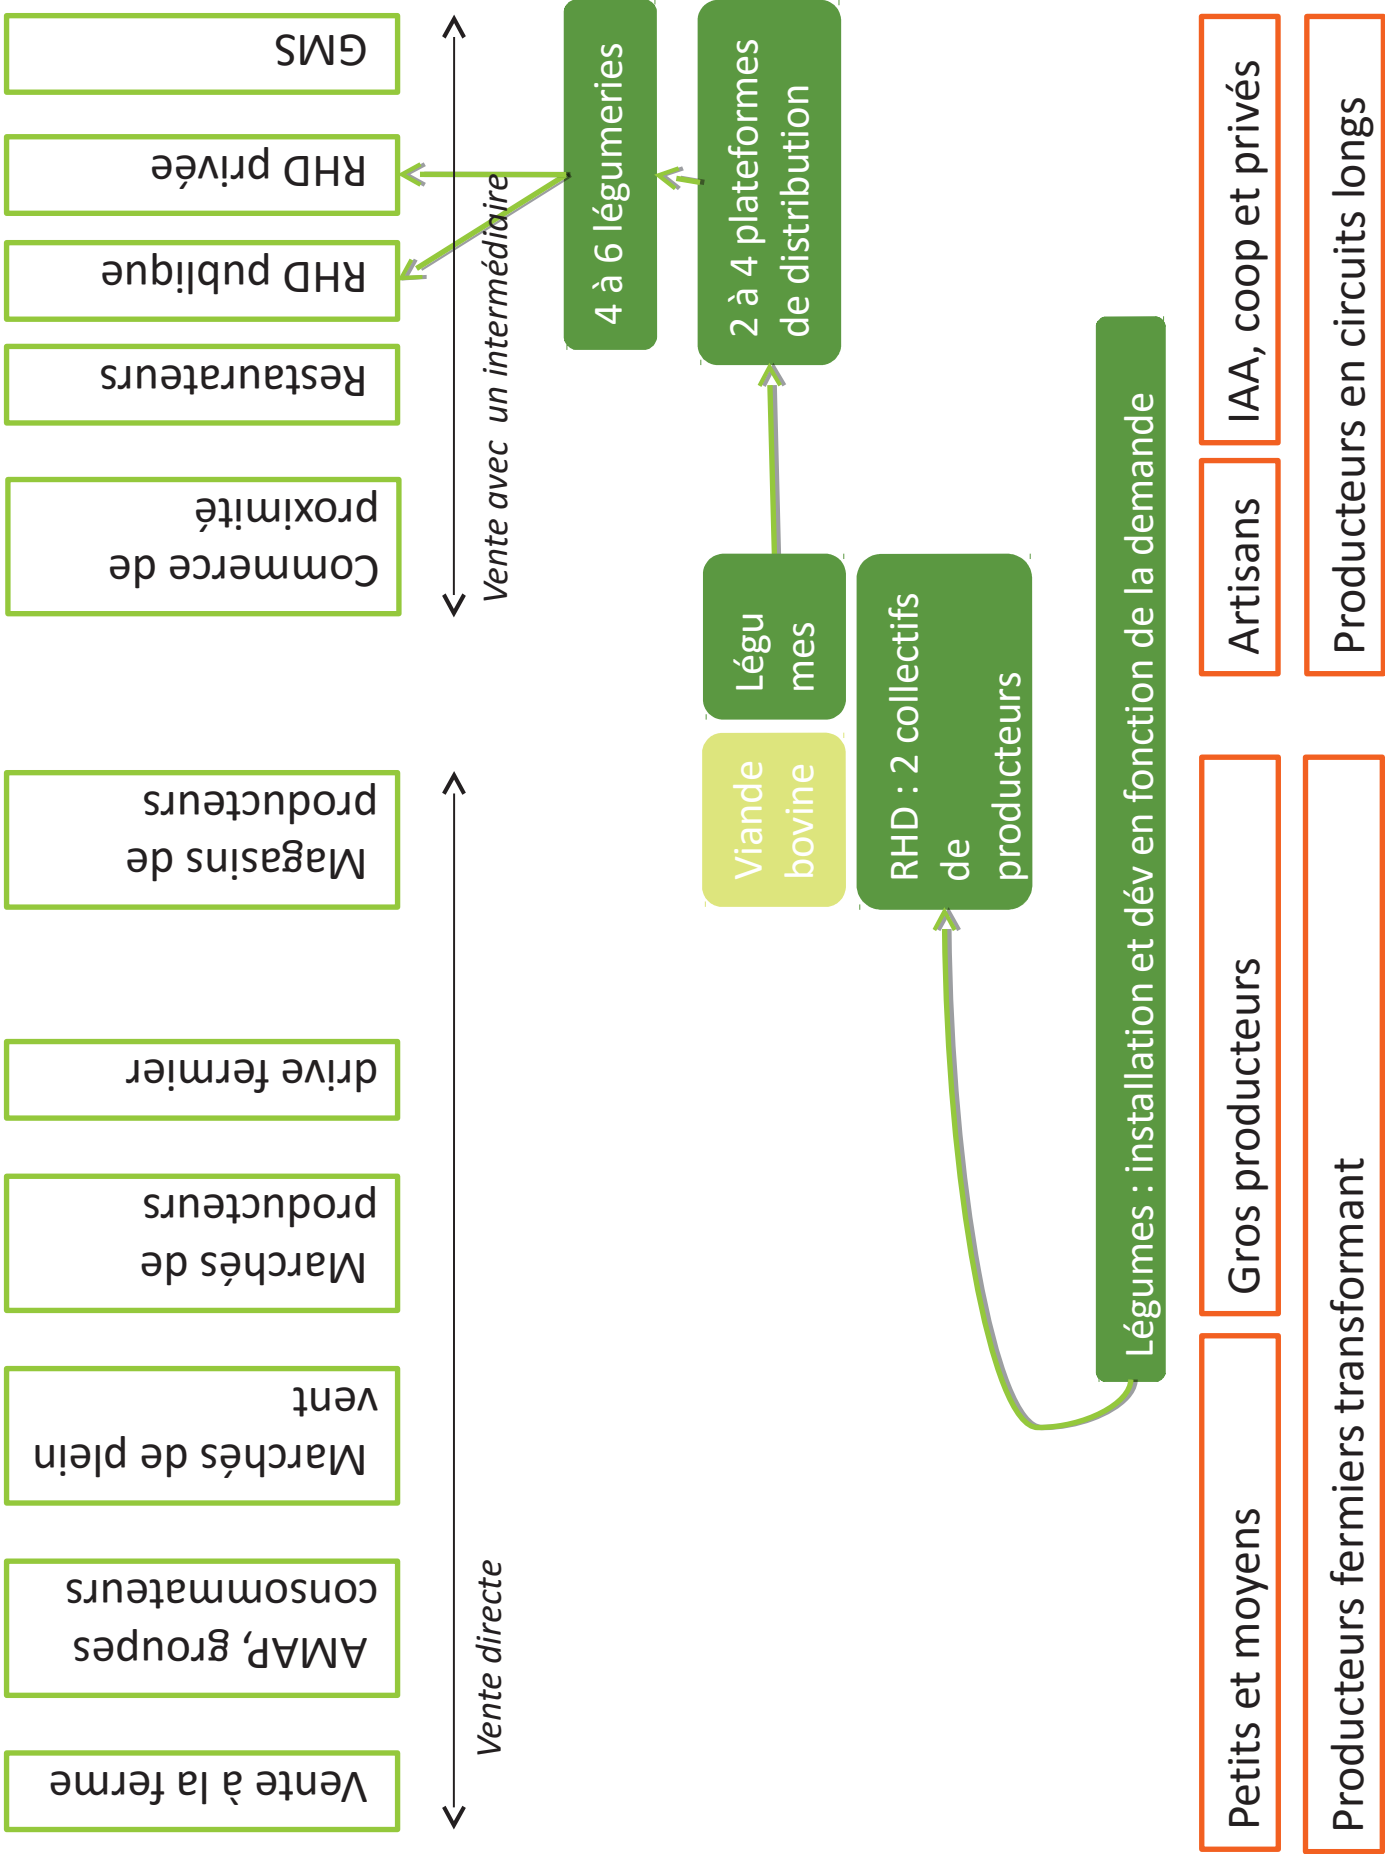 Vente à la ferme
AMAP, groupes
consommateurs
Marchés de plein
vent
Marchés de
producteurs
drive fermier
Magasins de
producteurs
Commerce de
proximité
Restaurateurs
RHD publique
RHD privée
GMS
Vente directe
Vente avec un intermédiaire
4 à 6 légumeries
Viande
bovine
Légu
mes
2 à 4 plateformes
de distribution
RHD : 2 collectifs
de
producteurs
Légumes : installation et dév en fonction de la demande
Petits et moyens
Gros producteurs
Artisans
IAA, coop et privés
Producteurs fermiers transformant
Producteurs en circuits longs